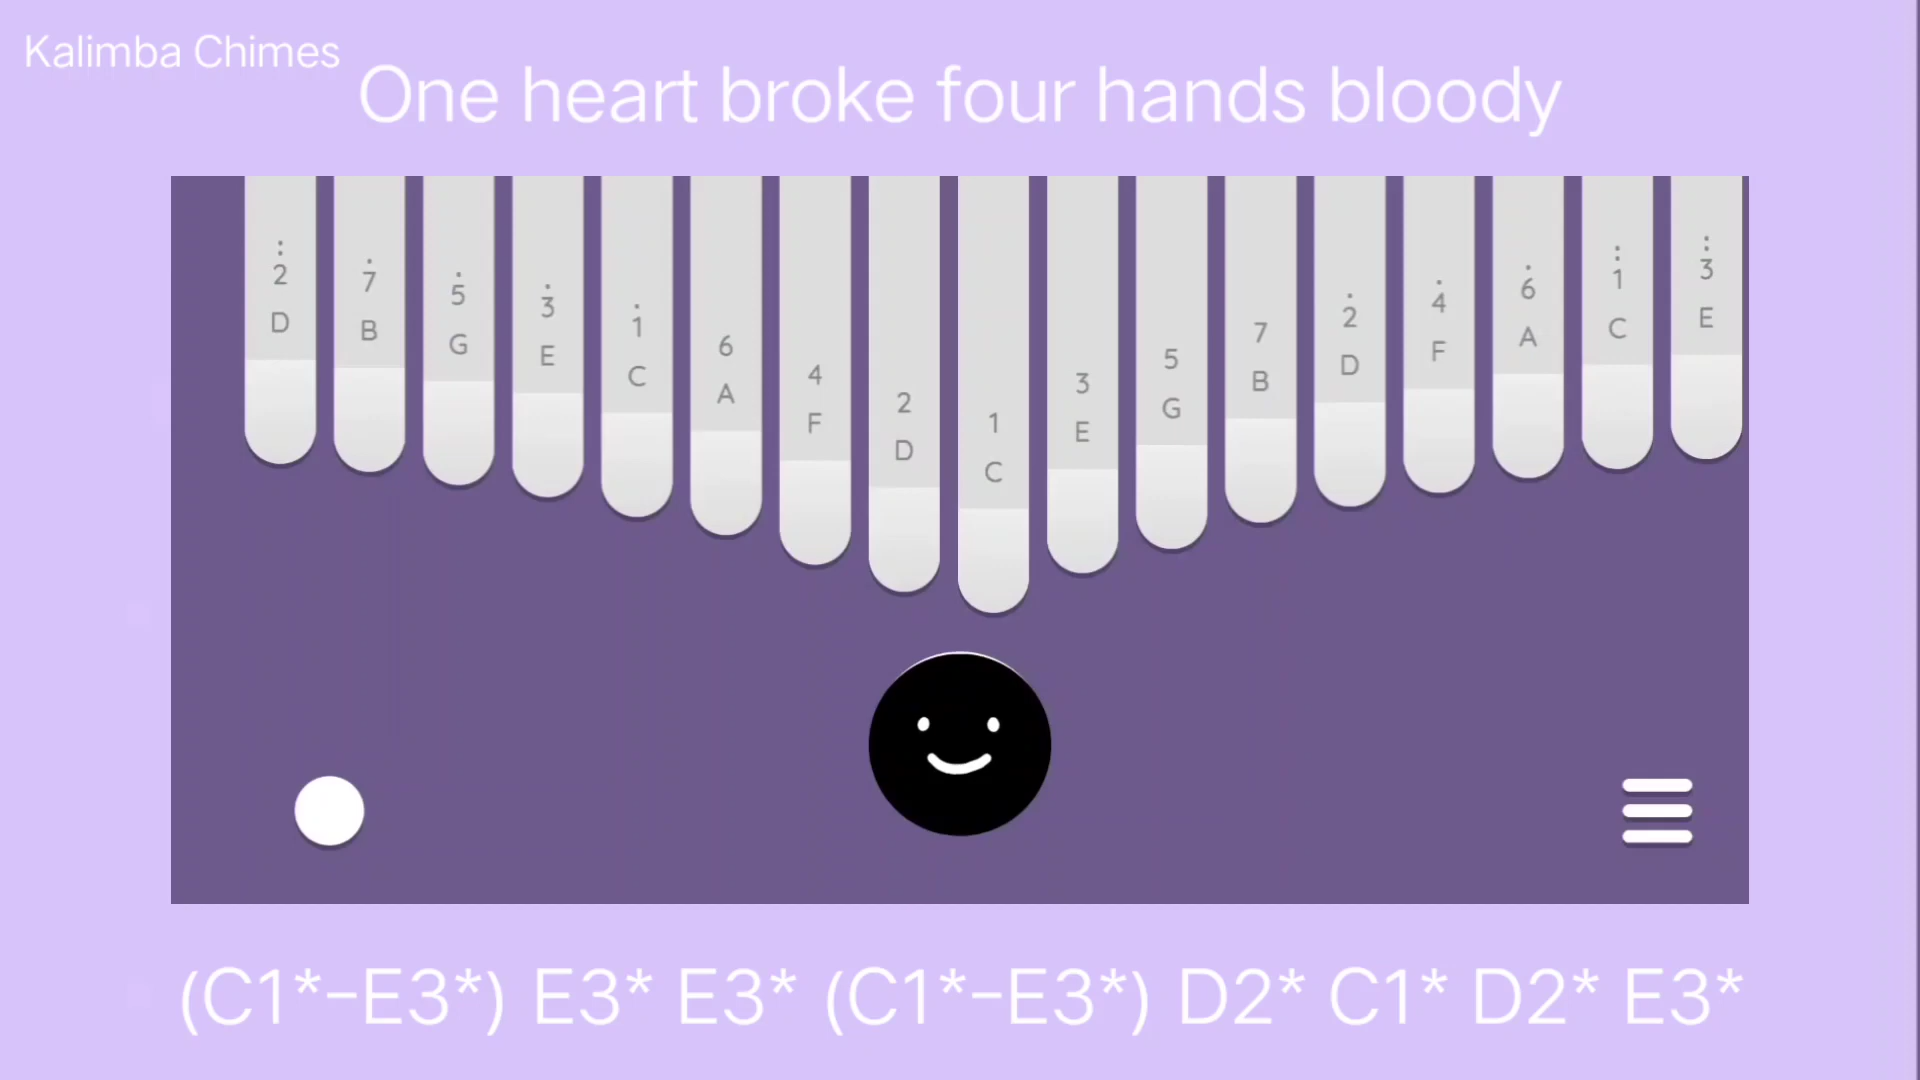 Kalimba Chimes
One heart broke four hands bloody
2 7 5 3 1 6 4 2 1 3 5 7 2 4 6 1 3
D B G E C A F D C E G B D F A C E
(C1*-E3*) E3* E3* (C1*-E3*) D2* C1* D2* E3*